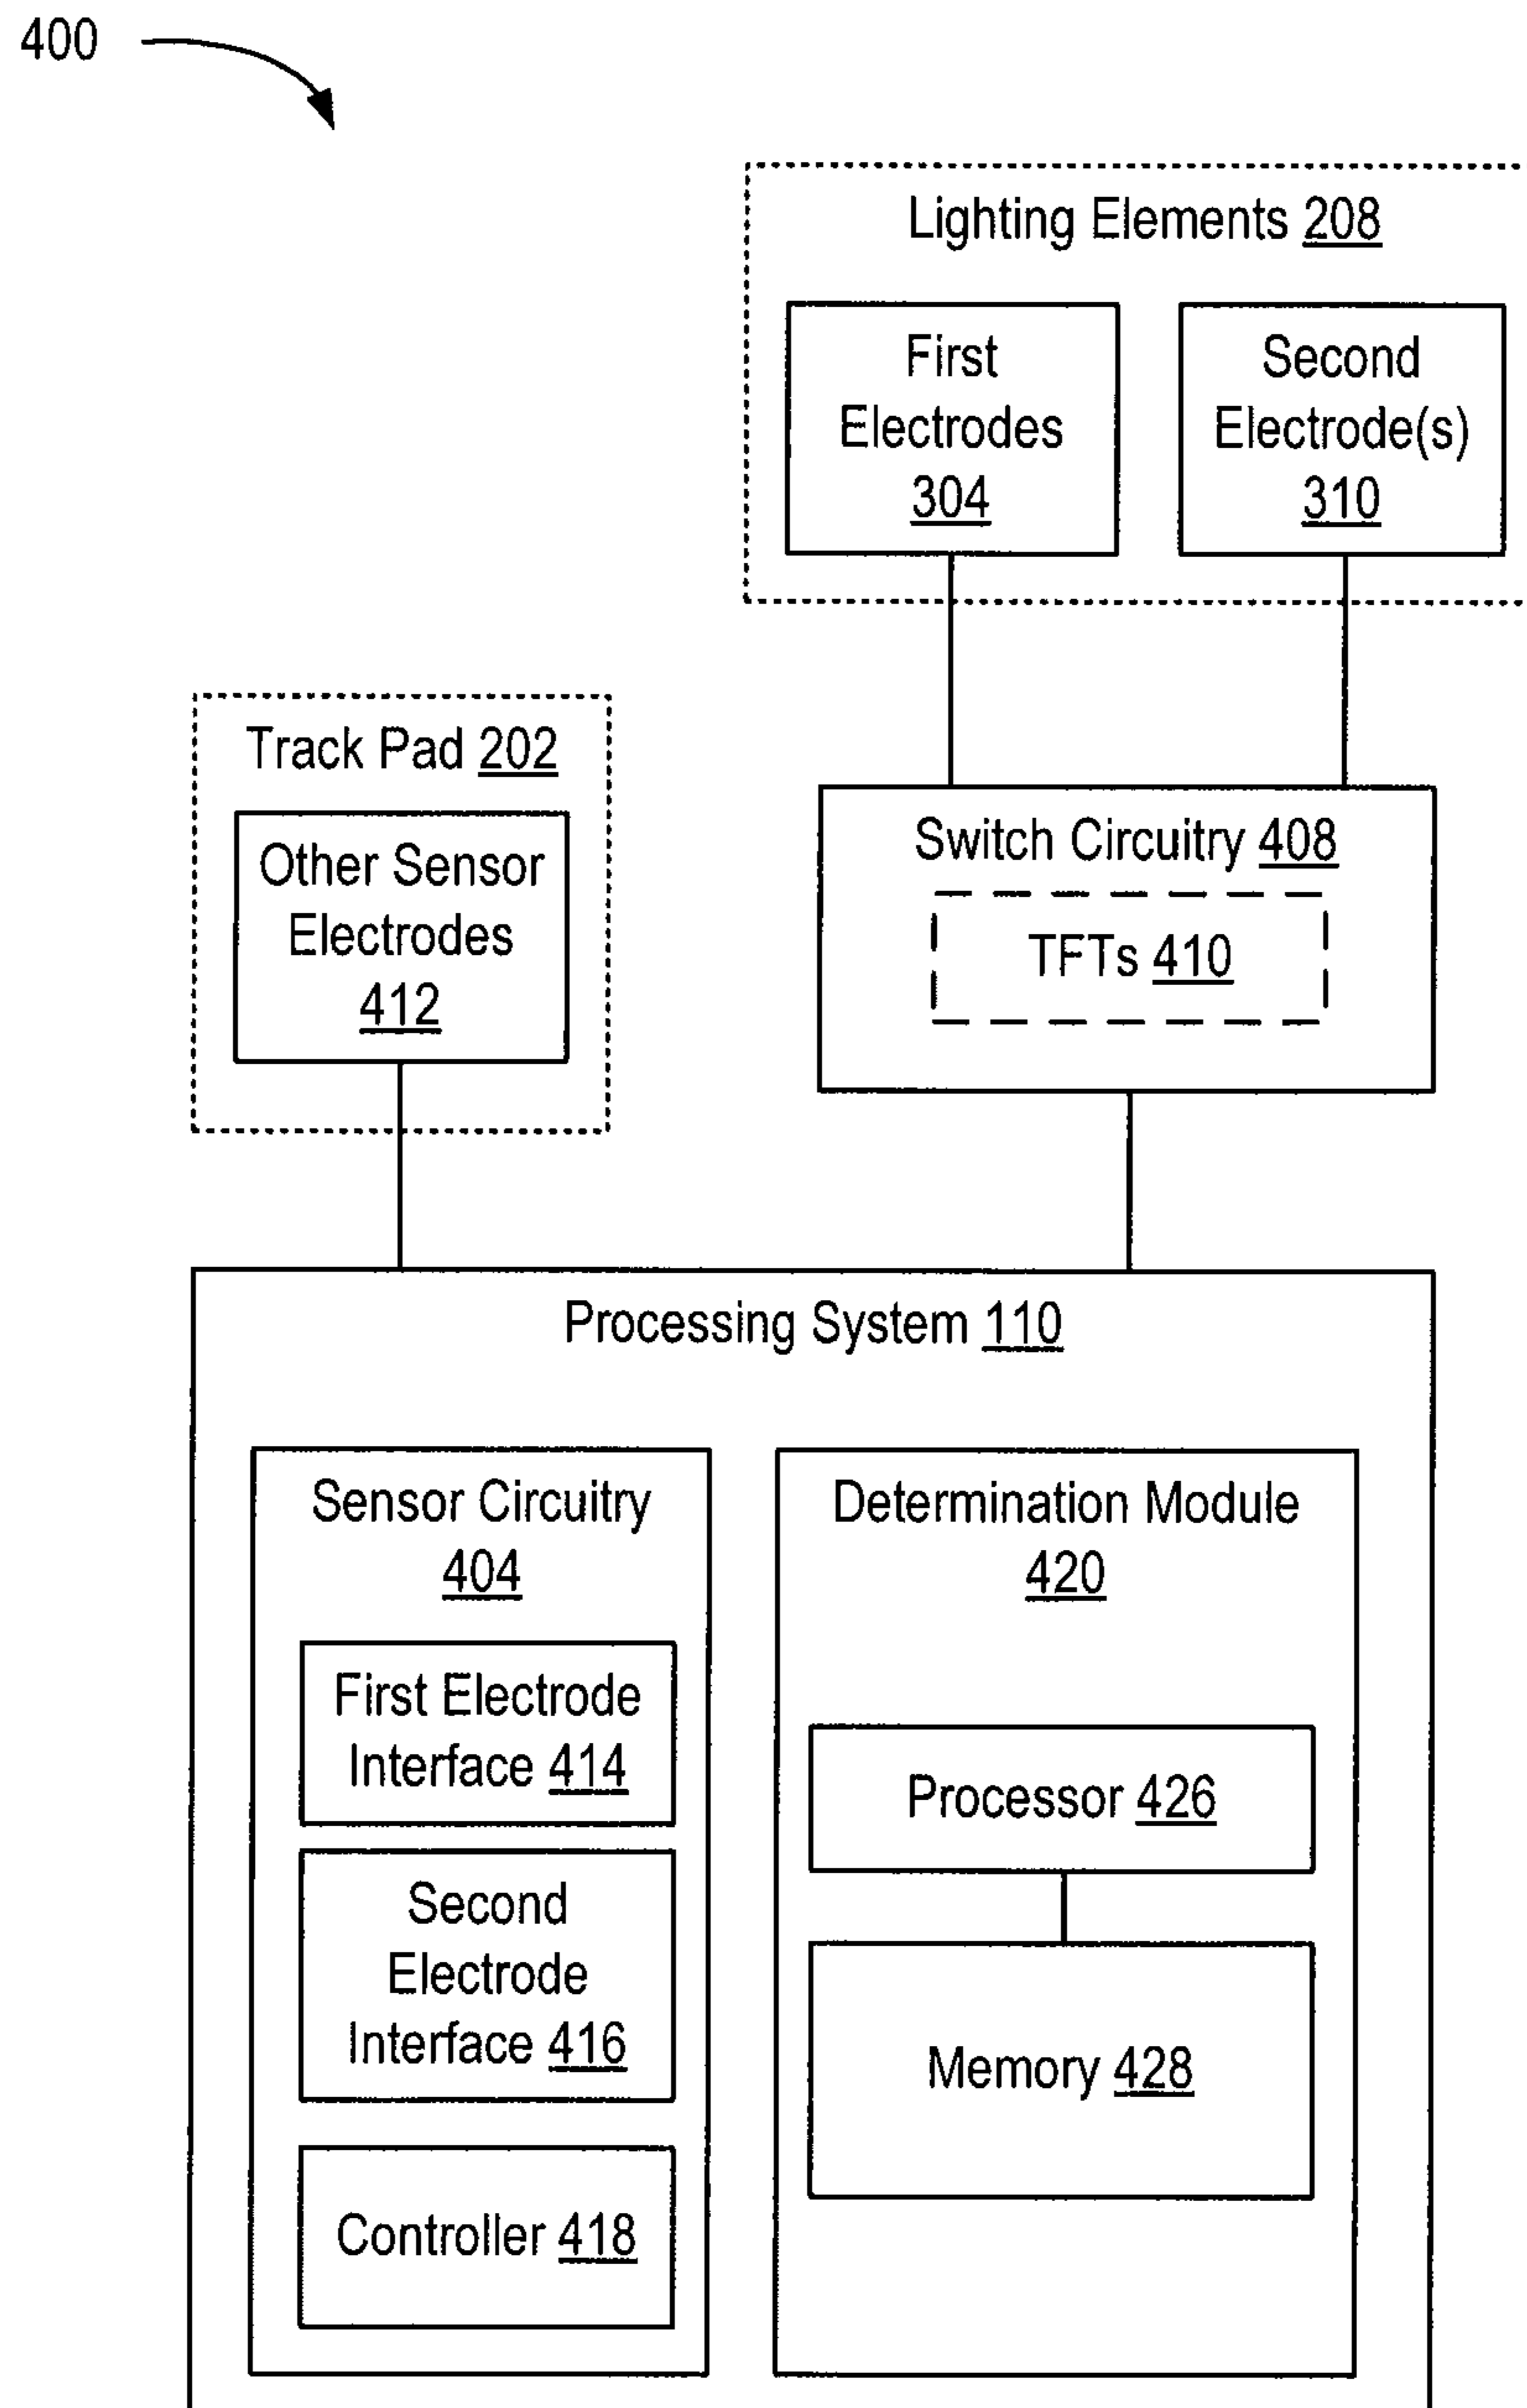 400
Lighting Elements 208
First
Electrodes
304
Second
Electrode(s)
310
Track Pad 202
Other Sensor
Electrodes
412
Switch Circuitry 408
TFTs 410
Processing System 110
Sensor Circuitry
404
First Electrode
Interface 414
Second
Electrode
Interface 416
Controller 418
Determination Module
420
Processor 426
Memory 428